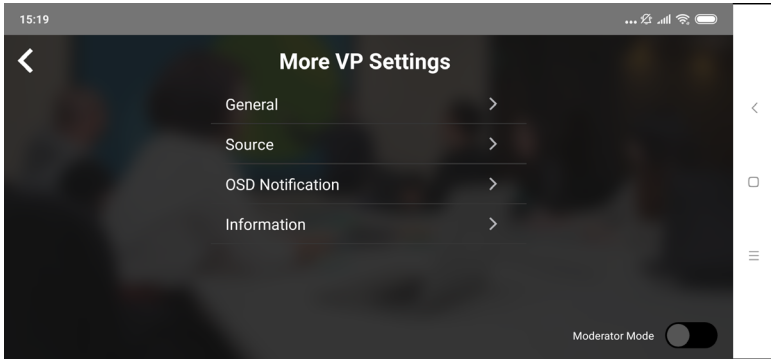 15:19
More VP Settings
General
Source
OSD Notification
Information
Moderator Mode